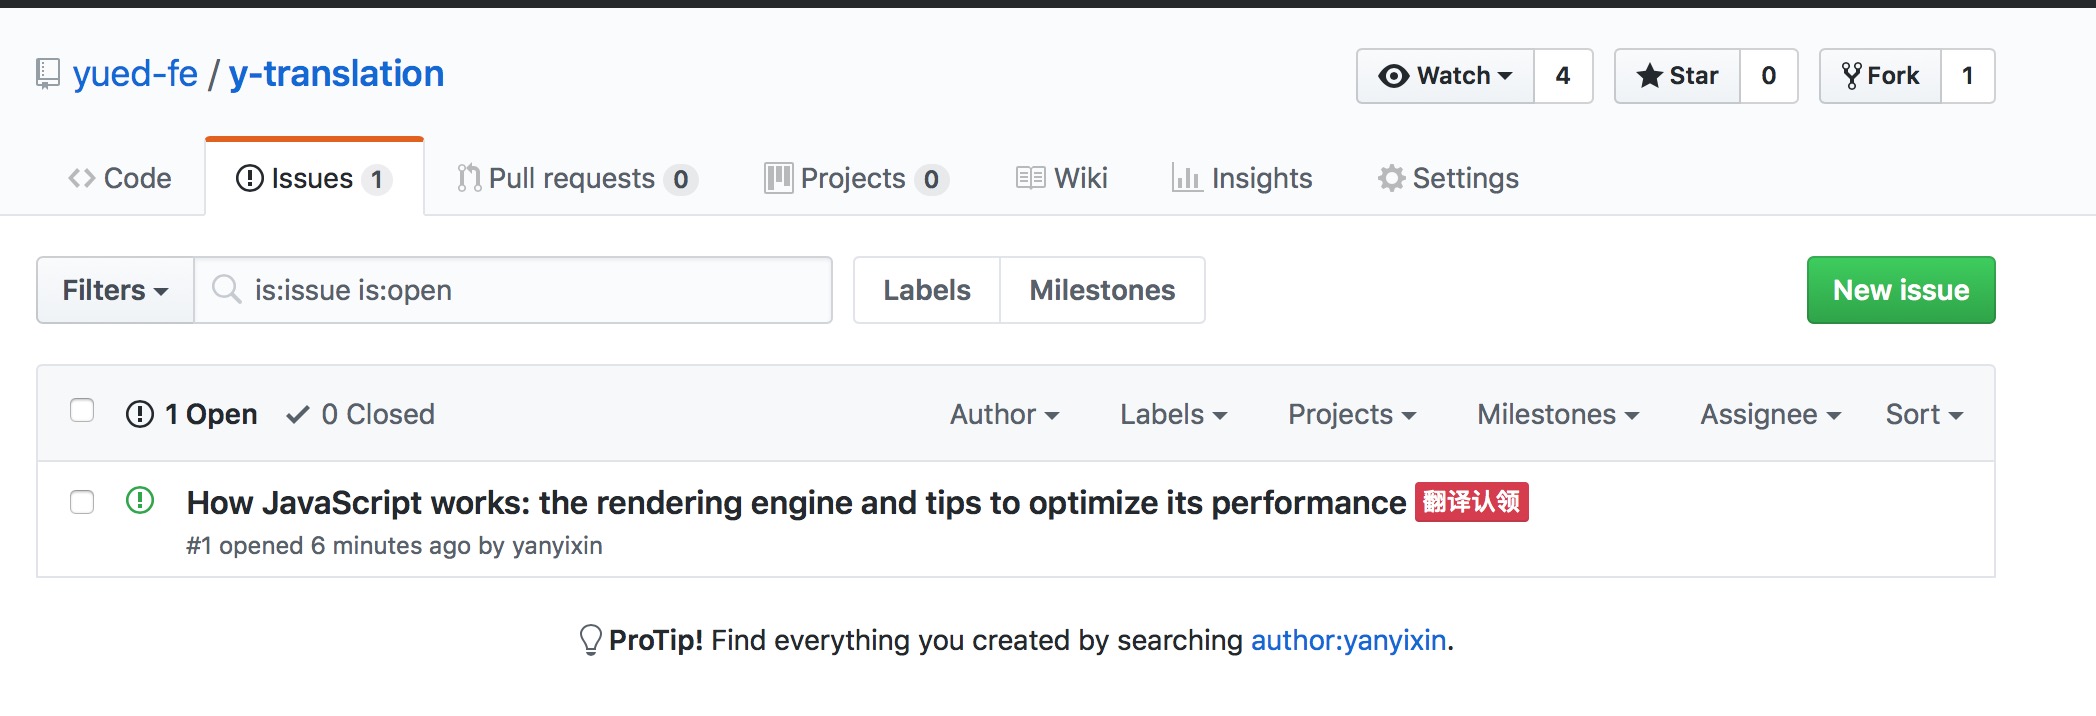 yued-fe / y-translation
Watch 4 Star 0 Fork 1
Code Issues 1 Pull requests 0 Projects 0 Wiki Insights Settings
Filters is:issue is:open Labels Milestones New issue
1 Open 0 Closed Author Labels Projects Milestones Assignee Sort
How JavaScript works: the rendering engine and tips to optimize its performance 翻译认领
#1 opened 6 minutes ago by yanyixin
ProTip! Find everything you created by searching author:yanyixin.